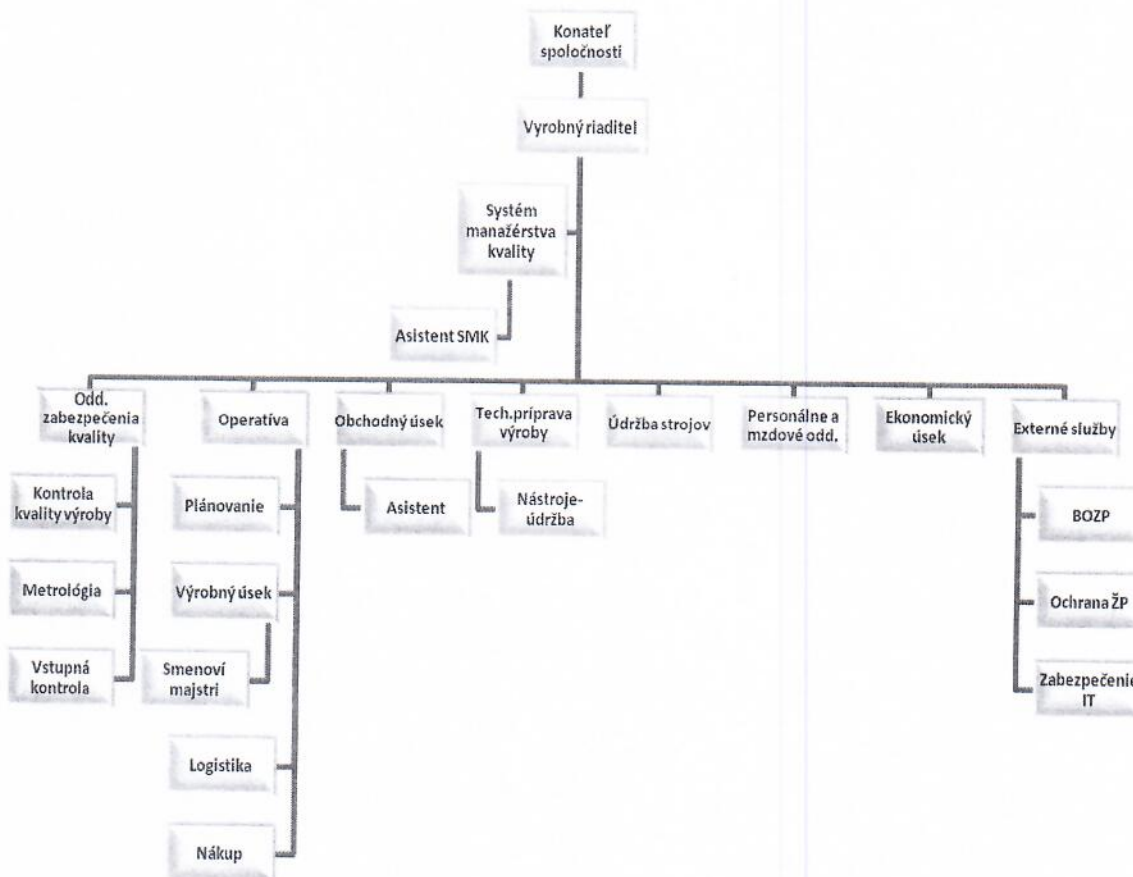 Konateľ
spoločnosti
Vyrobný riaditel
Systém
manažérstva
kvality
Asistent SMK
Odd.
zabezpečenia
kvality
Operatíva
Obchodný úsek
Tech.príprava
výroby
Údržba strojov
Personálne a
mzdové odd.
Ekonomický
úsek
Externé služby
Kontrola
kvality výroby
Plánovanie
Asistent
Nástroje-
údržba
BOZP
Metrológia
Výrobný úsek
Ochrana ŽP
Vstupná
kontrola
Smenoví
majstri
Zabezpečenie
IT
Logistika
Nákup